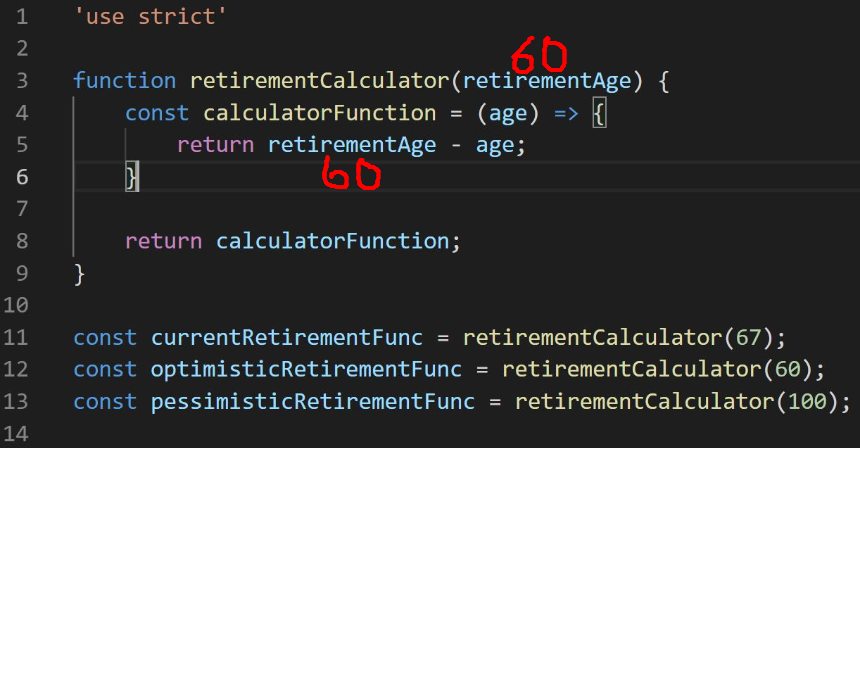 1 'use strict'
2
60
3 function retirementCalculator(retirementAge) {
4 const calculatorFunction = (age) => {
5 return retirementAge - age;
6 }
60
7
8 return calculatorFunction;
9 }
10
11 const currentRetirementFunc = retirementCalculator(67);
12 const optimisticRetirementFunc = retirementCalculator(60);
13 const pessimisticRetirementFunc = retirementCalculator(100);
14